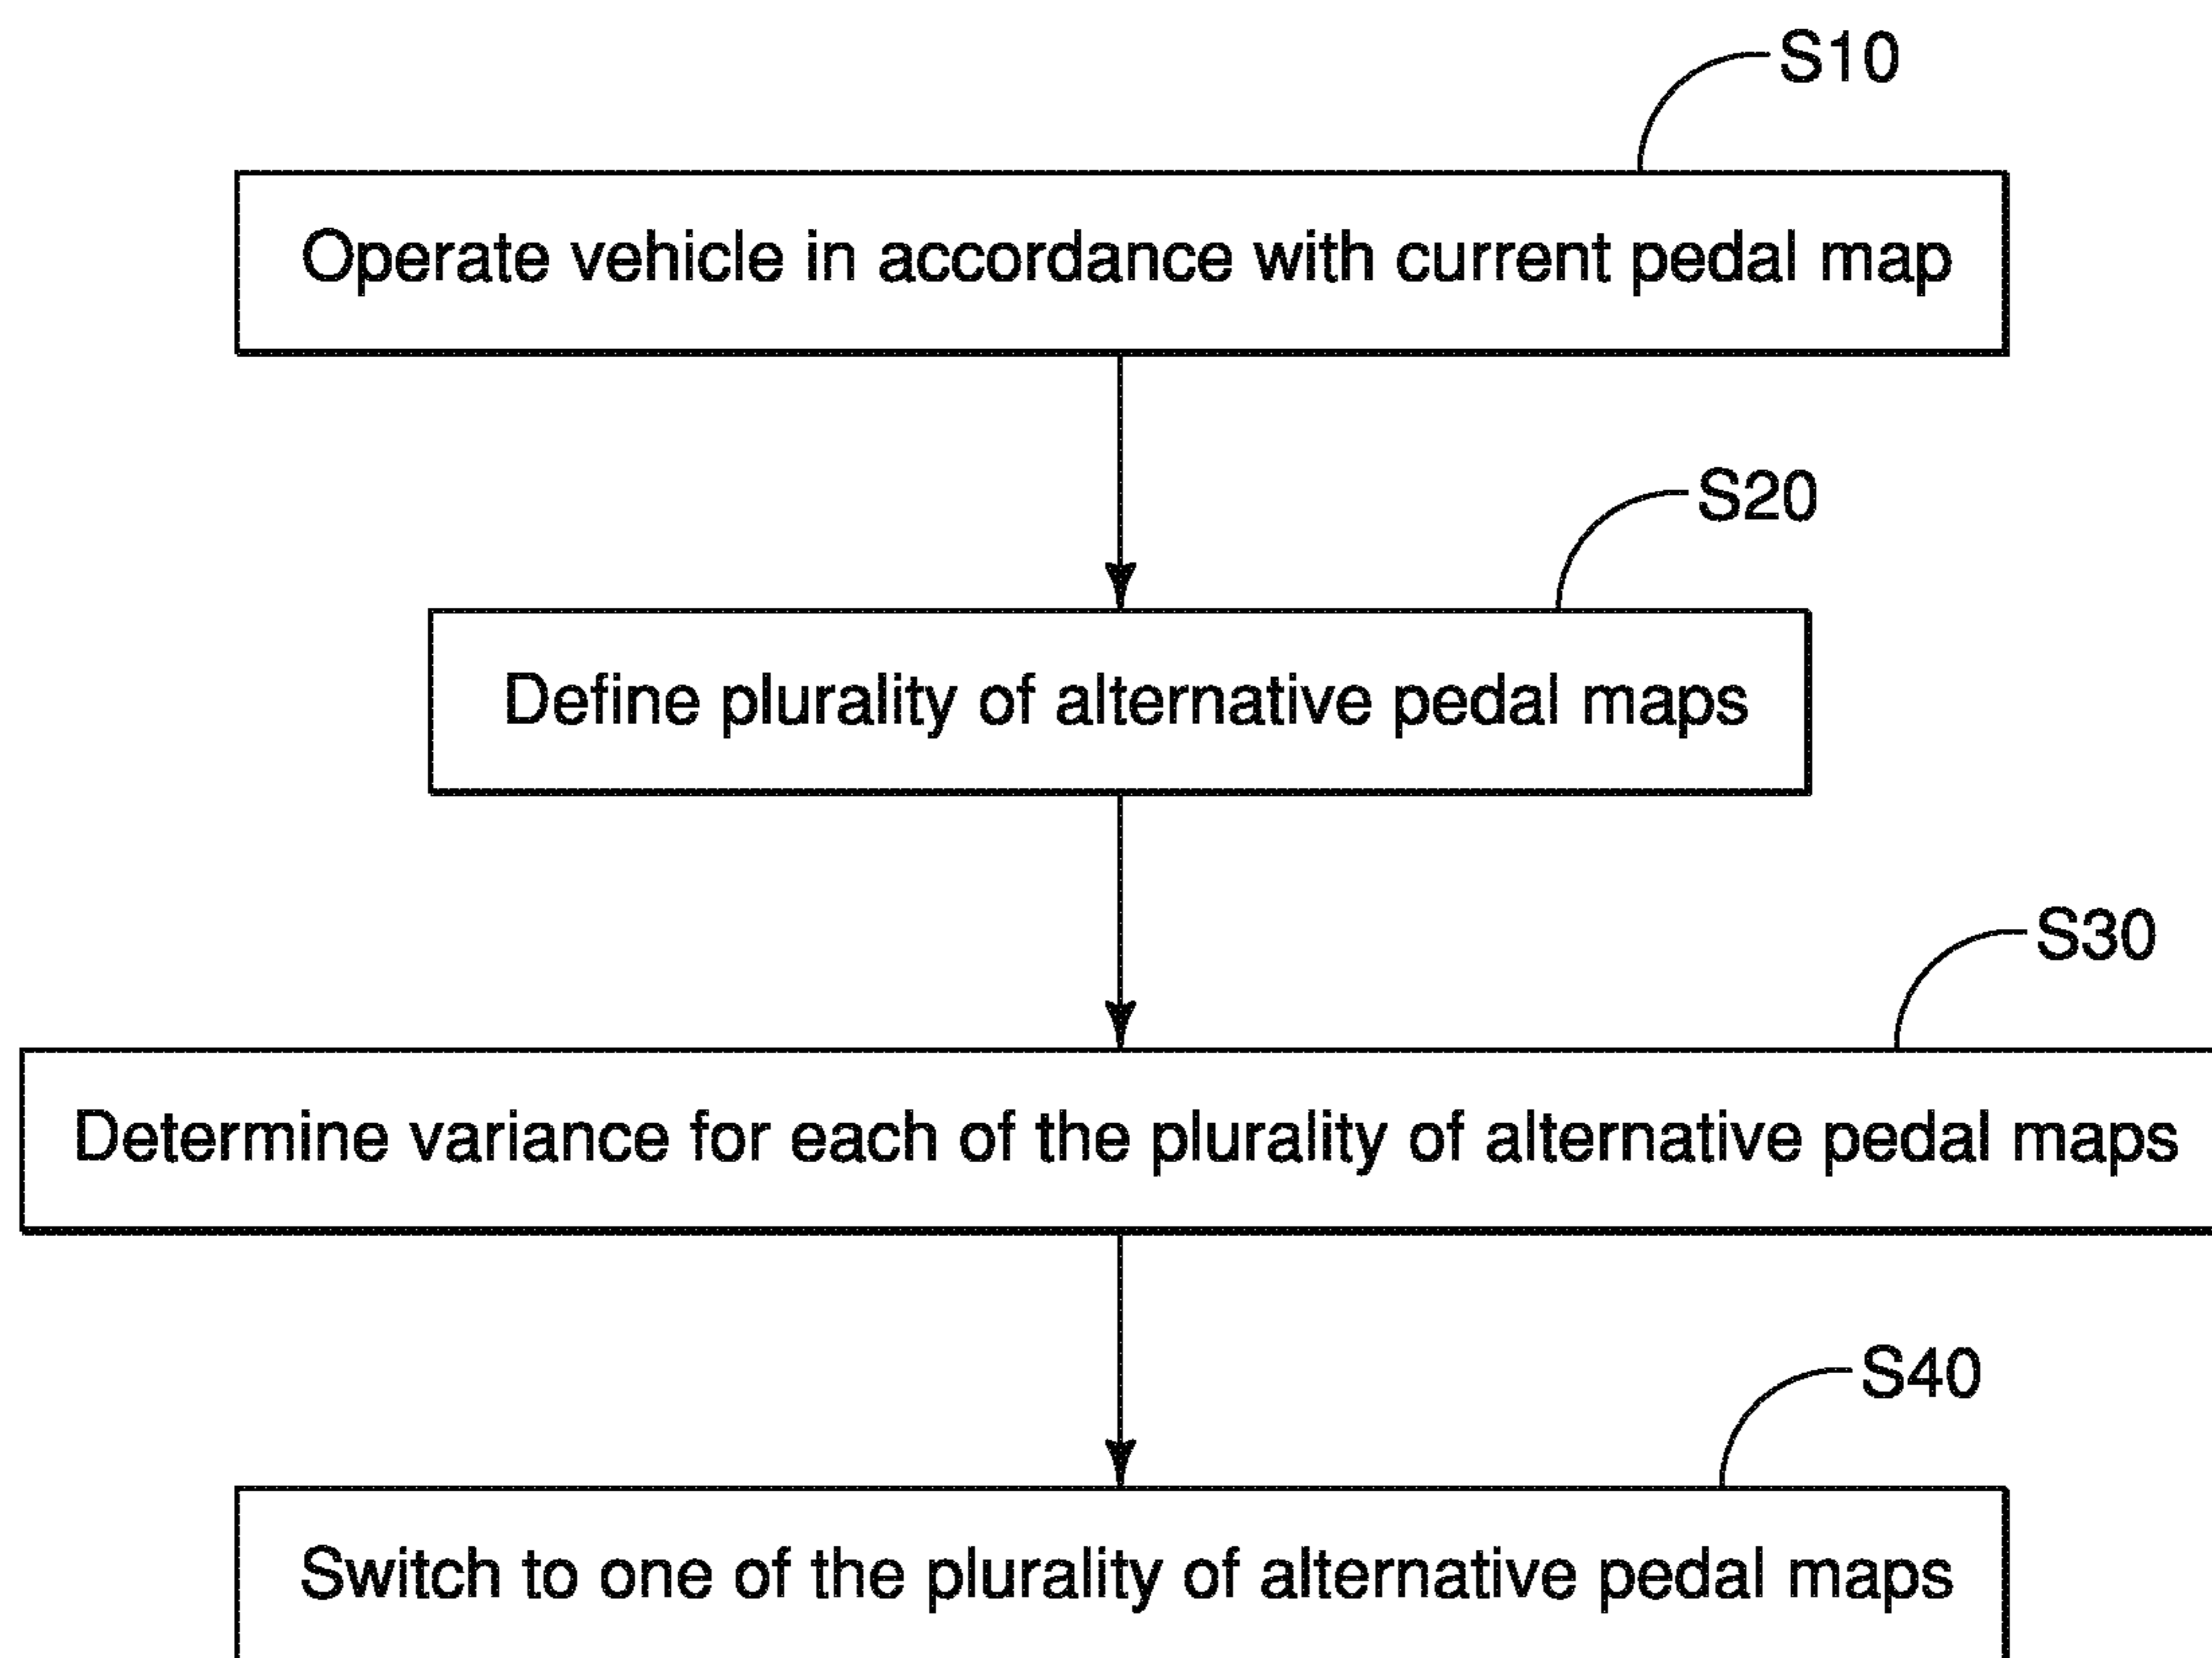 S10
Operate vehicle in accordance with current pedal map
S20
Define plurality of alternative pedal maps
S30
Determine variance for each of the plurality of alternative pedal maps
S40
Switch to one of the plurality of alternative pedal maps